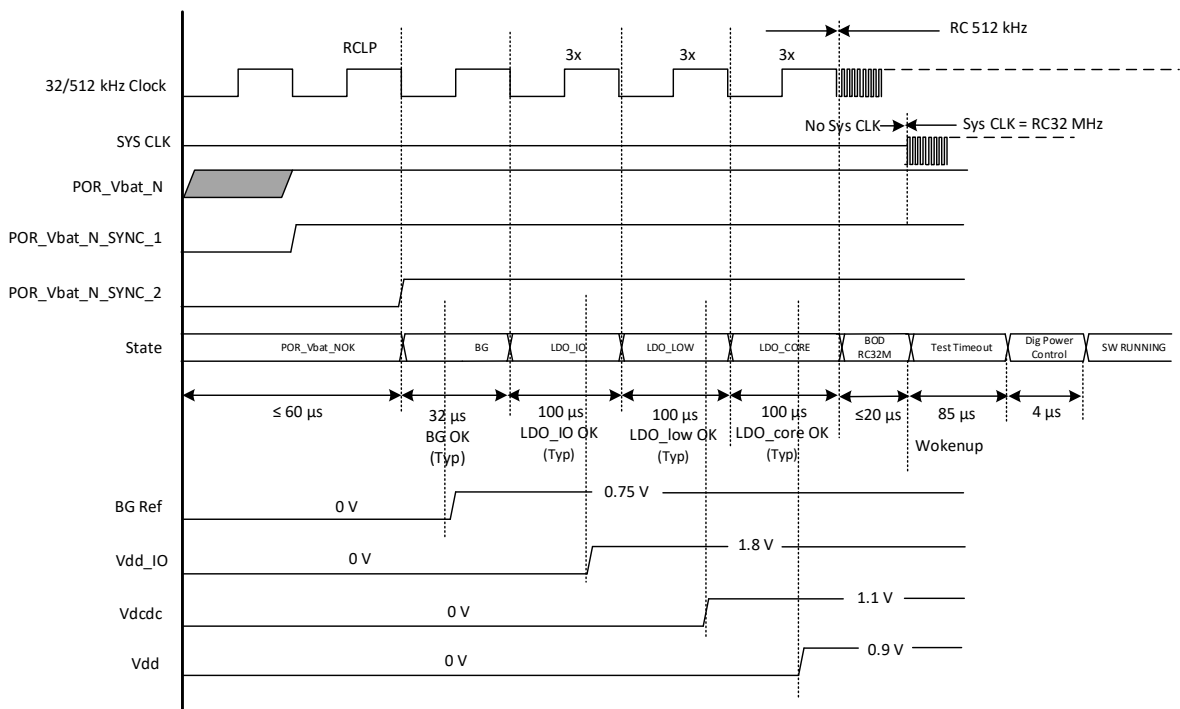 RC 512 kHz
RCLP
3x
3x
3x
32/512 kHz Clock
No Sys CLK
Sys CLK = RC32 MHz
SYS CLK
POR_Vbat_N
POR_Vbat_N_SYNC_1
POR_Vbat_N_SYNC_2
State
POR_Vbat_NOK
BG
LDO_IO
LDO_LOW
LDO_CORE
BOD
RC32M
Test Timeout
Dig Power
Control
SW RUNNING
≤ 60 µs
32 µs
BG OK
(Typ)
100 µs
LDO_IO OK
(Typ)
100 µs
LDO_low OK
(Typ)
100 µs
LDO_core OK
(Typ)
≤20 µs
85 µs
4 µs
Wokenup
BG Ref
0 V
0.75 V
Vdd_IO
0 V
1.8 V
Vdcdc
0 V
1.1 V
Vdd
0 V
0.9 V